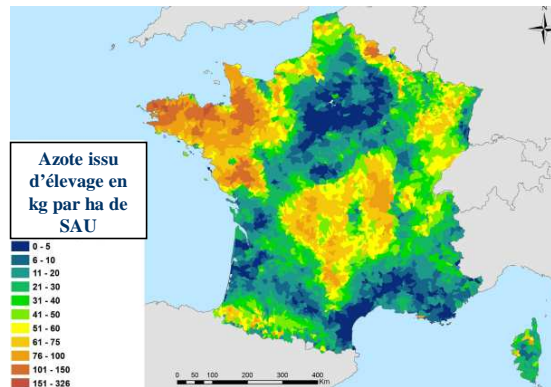 N
Azote issu
d'élevage en
kg par ha de
SAU
0 - 5
6 - 10
11 - 20
21 - 30
31 - 40
41 - 50
51 - 60
61 - 75
76 - 100
101 - 150
151 - 326
0 50 100 200 300 400
Km